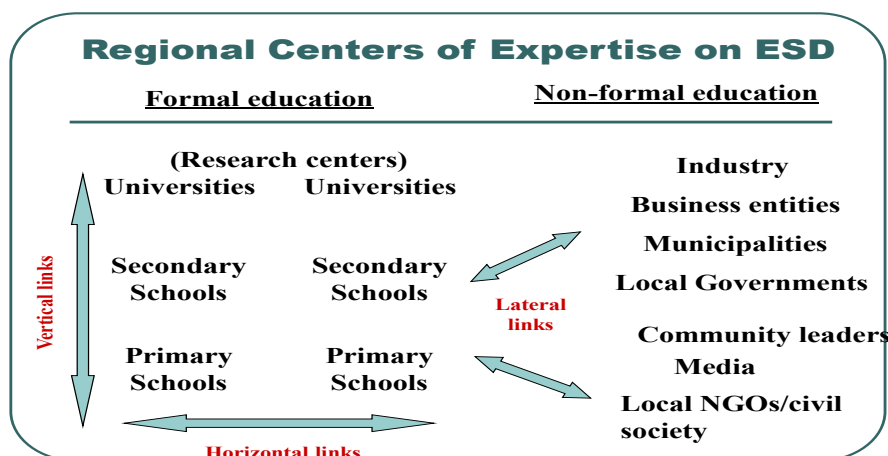 Regional Centers of Expertise on ESD
Formal education
Non-formal education
(Research centers)
Universities Universities
Secondary Schools
Secondary Schools
Primary Schools
Primary Schools
Vertical links
Horizontal links
Lateral
links
Industry
Business entities
Municipalities
Local Governments
Community leaders
Media
Local NGOs/civil
society